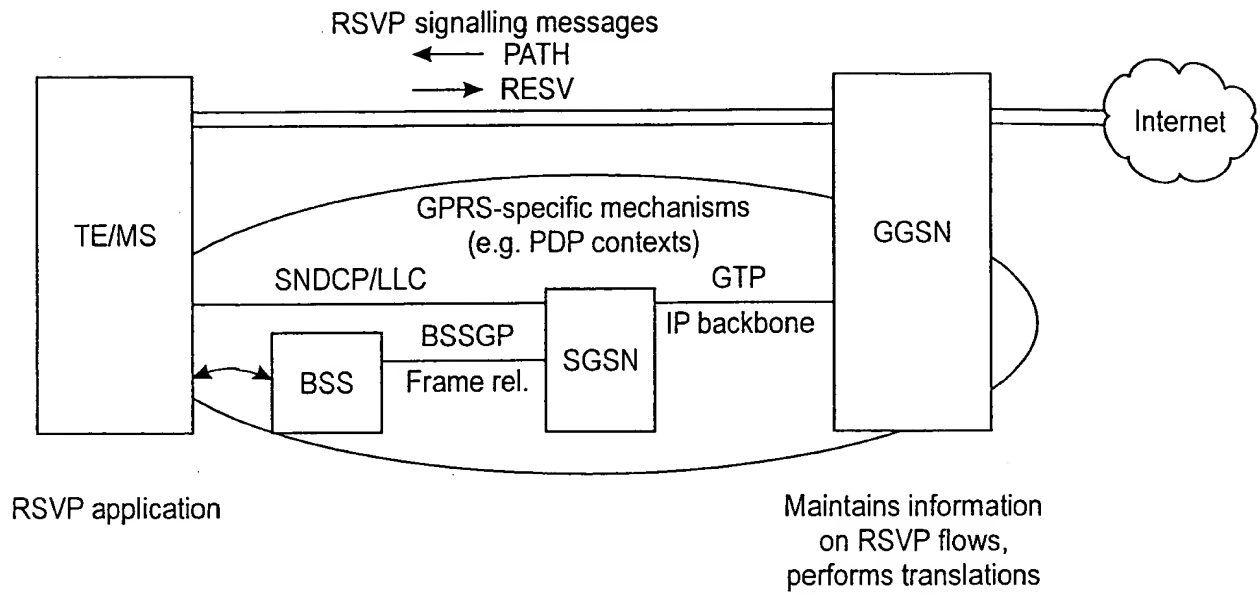 RSVP signalling messages
PATH
RESV
Internet
TE/MS
GPRS-specific mechanisms
(e.g. PDP contexts)
GGSN
SNDCP/LLC
GTP
IP backbone
BSSGP
SGSN
BSS
Frame rel.
RSVP application
Maintains information
on RSVP flows,
performs translations